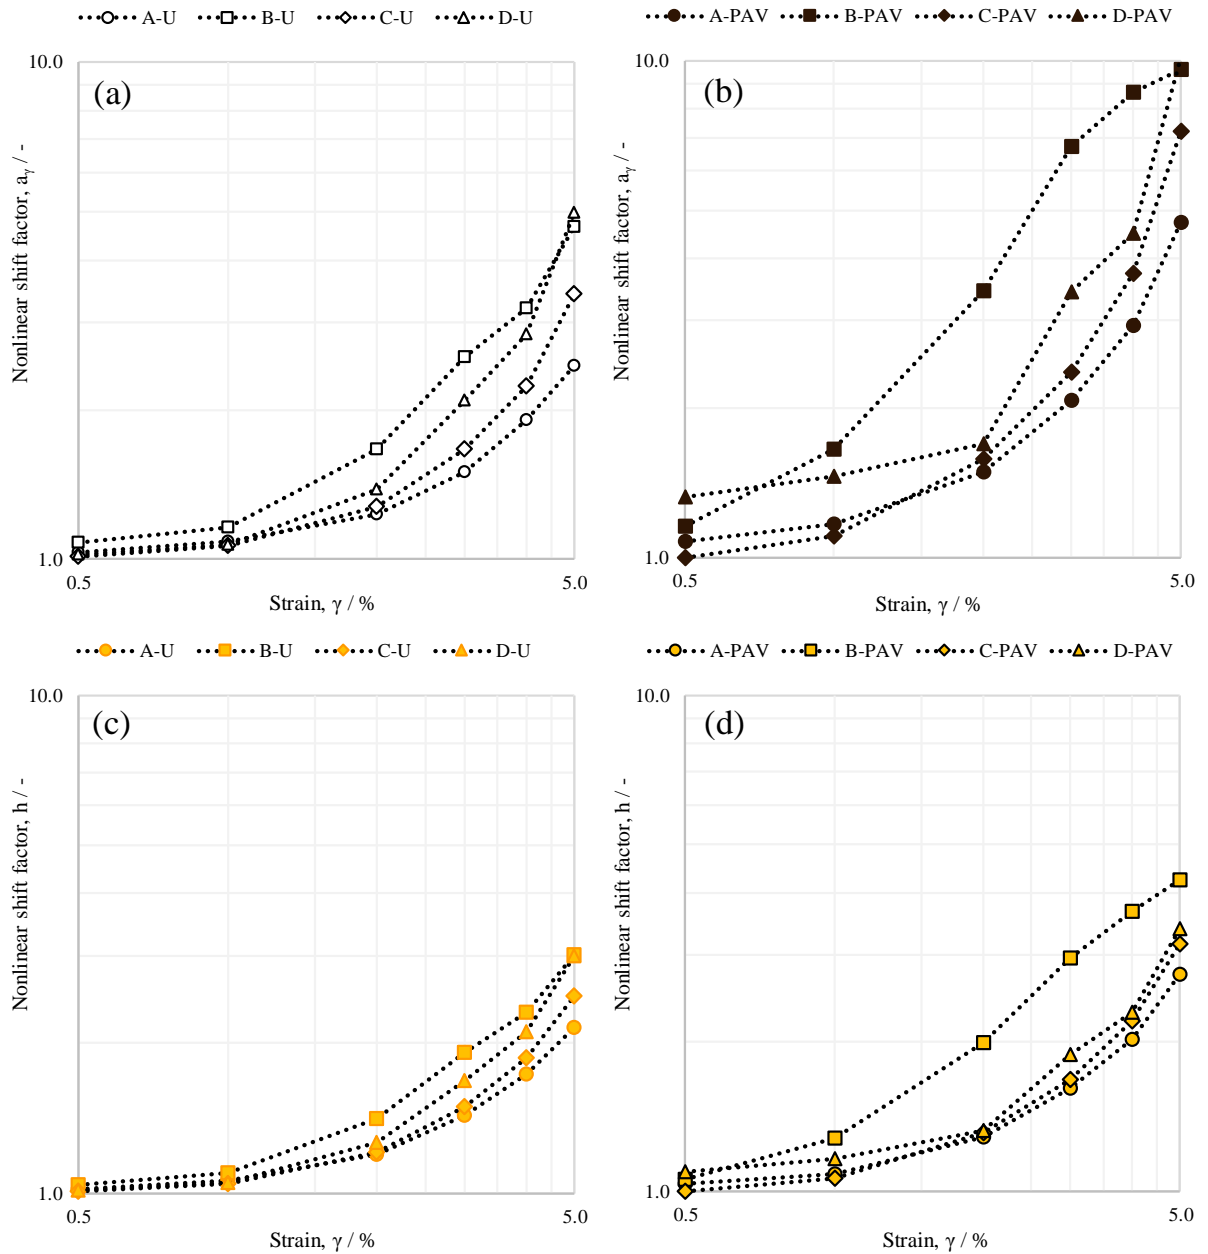 A-U B-U C-U D-U
A-PAV B-PAV C-PAV D-PAV
(a)
10.0
1.0
0.5
5.0
Nonlinear shift factor, aγ / -
Strain, γ / %
(b)
10.0
1.0
0.5
5.0
Nonlinear shift factor, aγ / -
Strain, γ / %
A-U B-U C-U D-U
A-PAV B-PAV C-PAV D-PAV
(c)
10.0
1.0
0.5
5.0
Nonlinear shift factor, h / -
Strain, γ / %
(d)
10.0
1.0
0.5
5.0
Nonlinear shift factor, h / -
Strain, γ / %